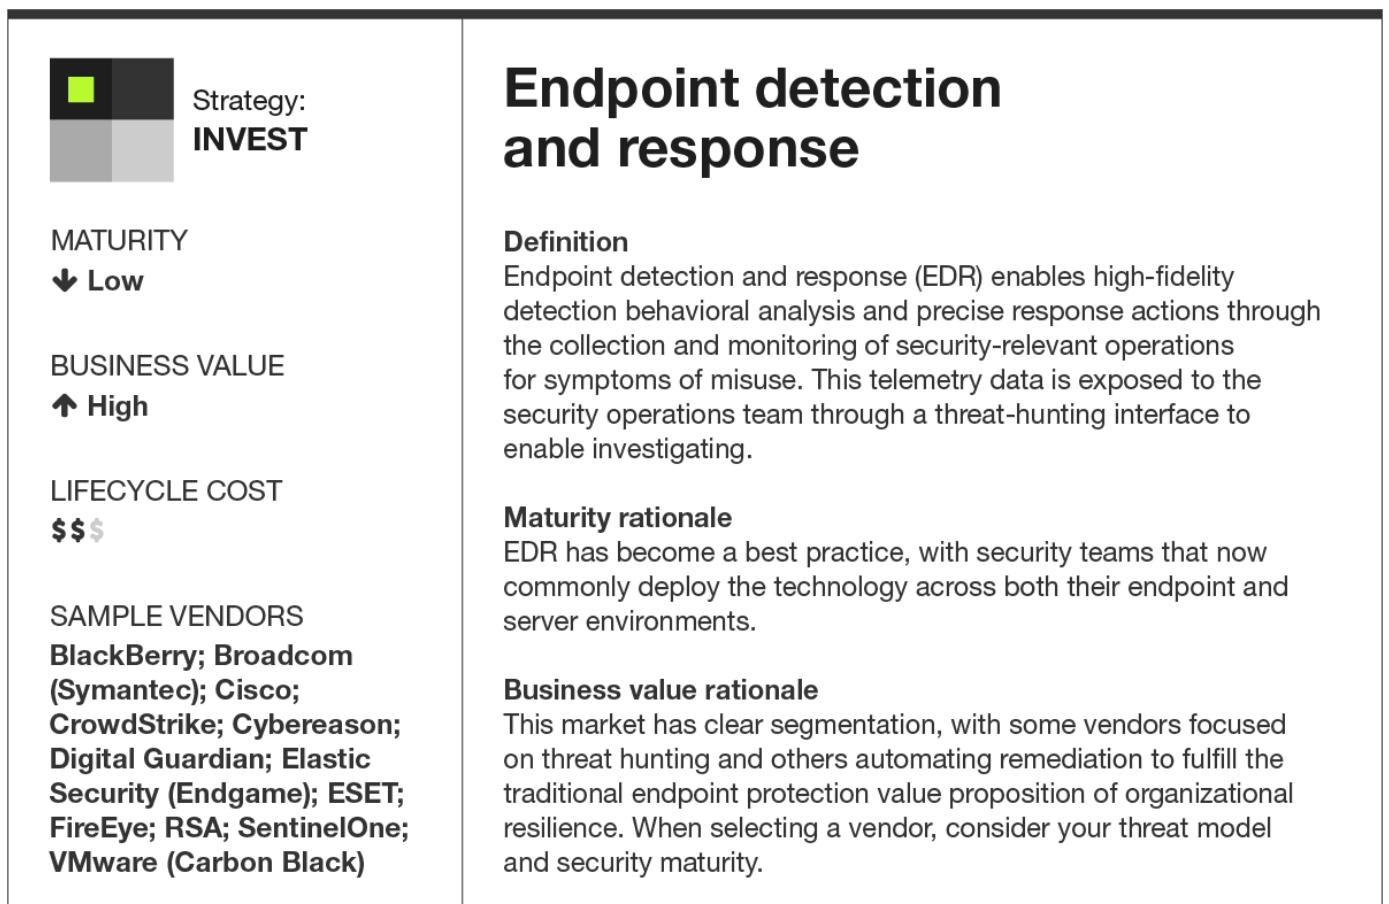 Strategy:
INVEST
MATURITY
↓ Low
BUSINESS VALUE
↑ High
LIFECYCLE COST
$$$
SAMPLE VENDORS
BlackBerry; Broadcom
(Symantec); Cisco;
CrowdStrike; Cybereason;
Digital Guardian; Elastic
Security (Endgame); ESET;
FireEye; RSA; SentinelOne;
VMware (Carbon Black)
Endpoint detection
and response
Definition
Endpoint detection and response (EDR) enables high-fidelity
detection behavioral analysis and precise response actions through
the collection and monitoring of security-relevant operations
for symptoms of misuse. This telemetry data is exposed to the
security operations team through a threat-hunting interface to
enable investigating.
Maturity rationale
EDR has become a best practice, with security teams that now
commonly deploy the technology across both their endpoint and
server environments.
Business value rationale
This market has clear segmentation, with some vendors focused
on threat hunting and others automating remediation to fulfill the
traditional endpoint protection value proposition of organizational
resilience. When selecting a vendor, consider your threat model
and security maturity.